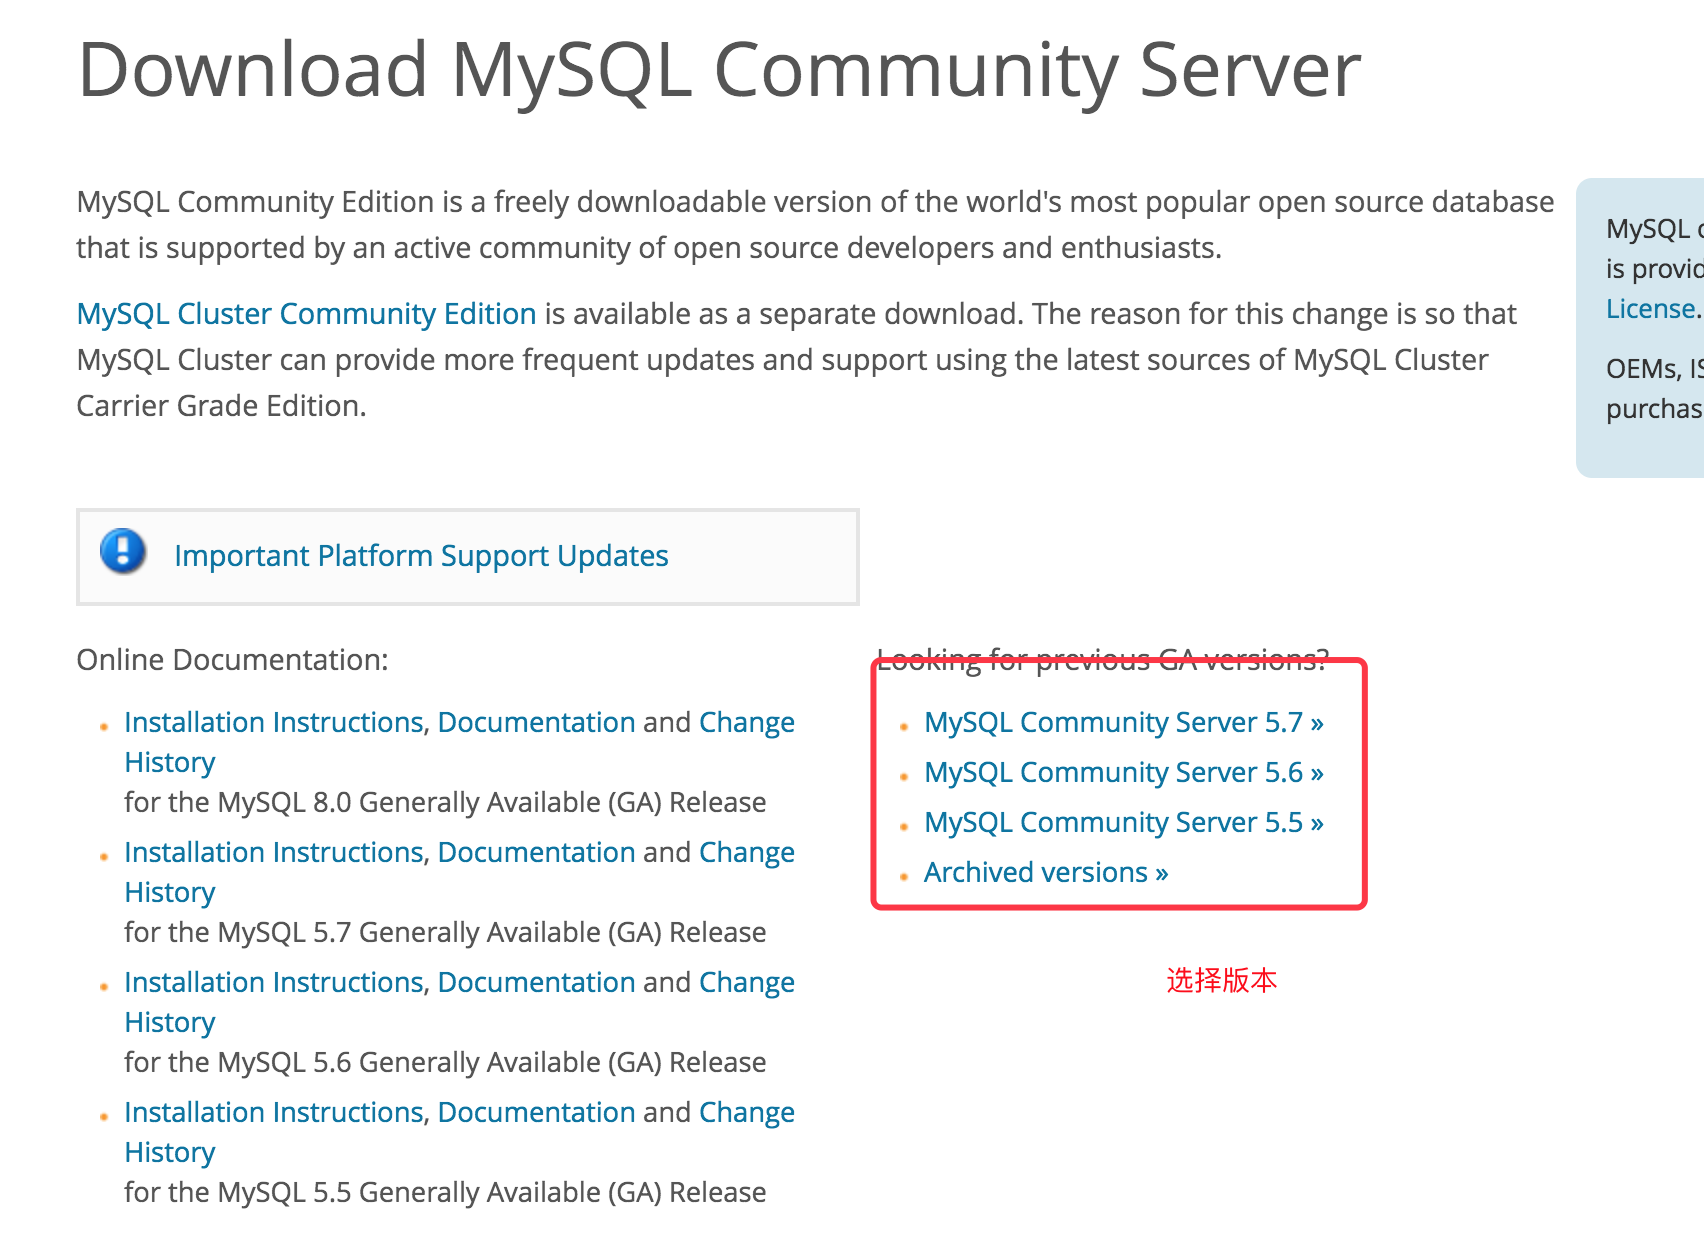 Download MySQL Community Server
MySQL Community Edition is a freely downloadable version of the world's most popular open source database
that is supported by an active community of open source developers and enthusiasts.
MySQL Cluster Community Edition is available as a separate download. The reason for this change is so that
MySQL Cluster can provide more frequent updates and support using the latest sources of MySQL Cluster
Carrier Grade Edition.
MySQL
is
License.
OEMs,
Important Platform Support Updates
Online Documentation:
Installation Instructions, Documentation and Change
History
for the MySQL 8.0 Generally Available (GA) Release
Installation Instructions, Documentation and Change
History
for the MySQL 5.7 Generally Available (GA) Release
Installation Instructions, Documentation and Change
History
for the MySQL 5.6 Generally Available (GA) Release
Installation Instructions, Documentation and Change
History
for the MySQL 5.5 Generally Available (GA) Release
Looking for previous GA versions?
MySQL Community Server 5.7 »
MySQL Community Server 5.6 »
MySQL Community Server 5.5 »
Archived versions »
选择版本